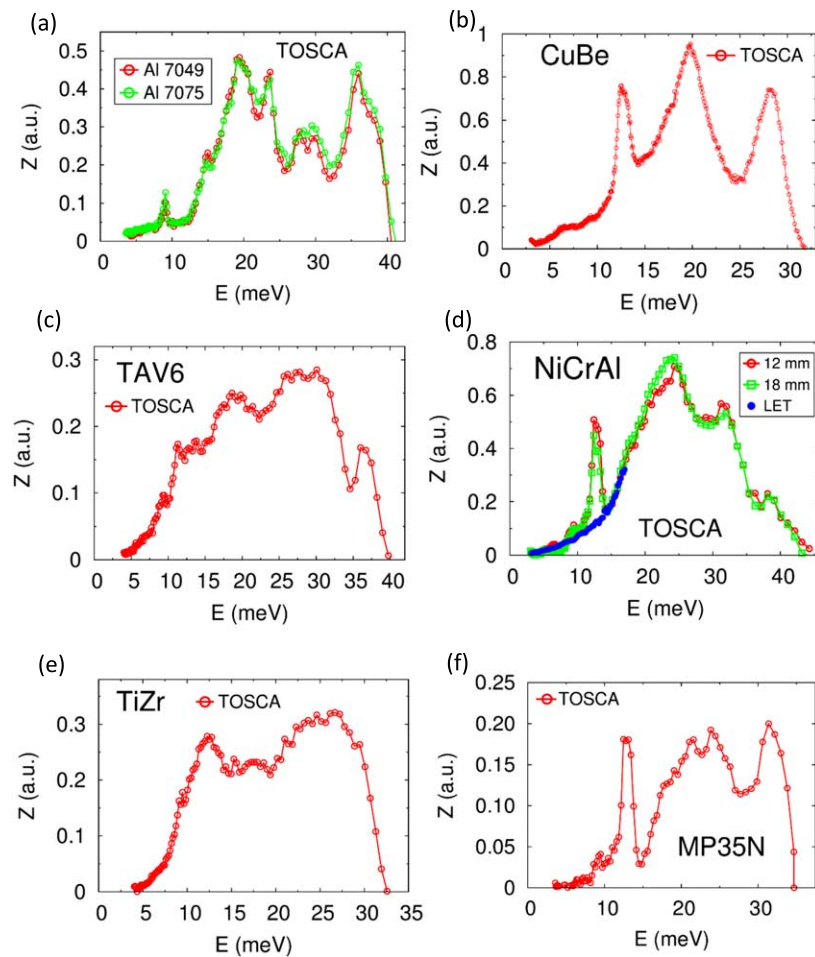 (a)
TOSCA
Al 7049
Al 7075
Z (a.u.)
0.5
0.4
0.3
0.2
0.1
0
10 20 30 40
E (meV)
(b)
CuBe
TOSCA
Z (a.u.)
1
0.8
0.6
0.4
0.2
0
0 5 10 15 20 25 30
E (meV)
(c)
TAV6
TOSCA
Z (a.u.)
0.3
0.2
0.1
0
0 5 10 15 20 25 30 35 40
E (meV)
(d)
NiCrAl
12 mm
18 mm
LET
TOSCA
Z (a.u.)
0.8
0.6
0.4
0.2
0
0 10 20 30 40
E (meV)
(e)
TiZr
TOSCA
Z (a.u.)
0.3
0.2
0.1
0
0 5 10 15 20 25 30 35
E (meV)
(f)
TOSCA
MP35N
Z (a.u.)
0.20
0.25
0.15
0.10
0.05
0
0 10 20 30
E (meV)